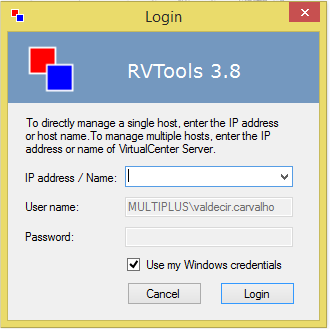 Login
RVTools 3.8
To directly manage a single host, enter the IP address
or host name.To manage multiple hosts, enter the IP
address or name of VirtualCenter Server.
IP address / Name:
User name: MULTIPLUS\valdecir.carvalho
Password:
Use my Windows credentials
Cancel Login